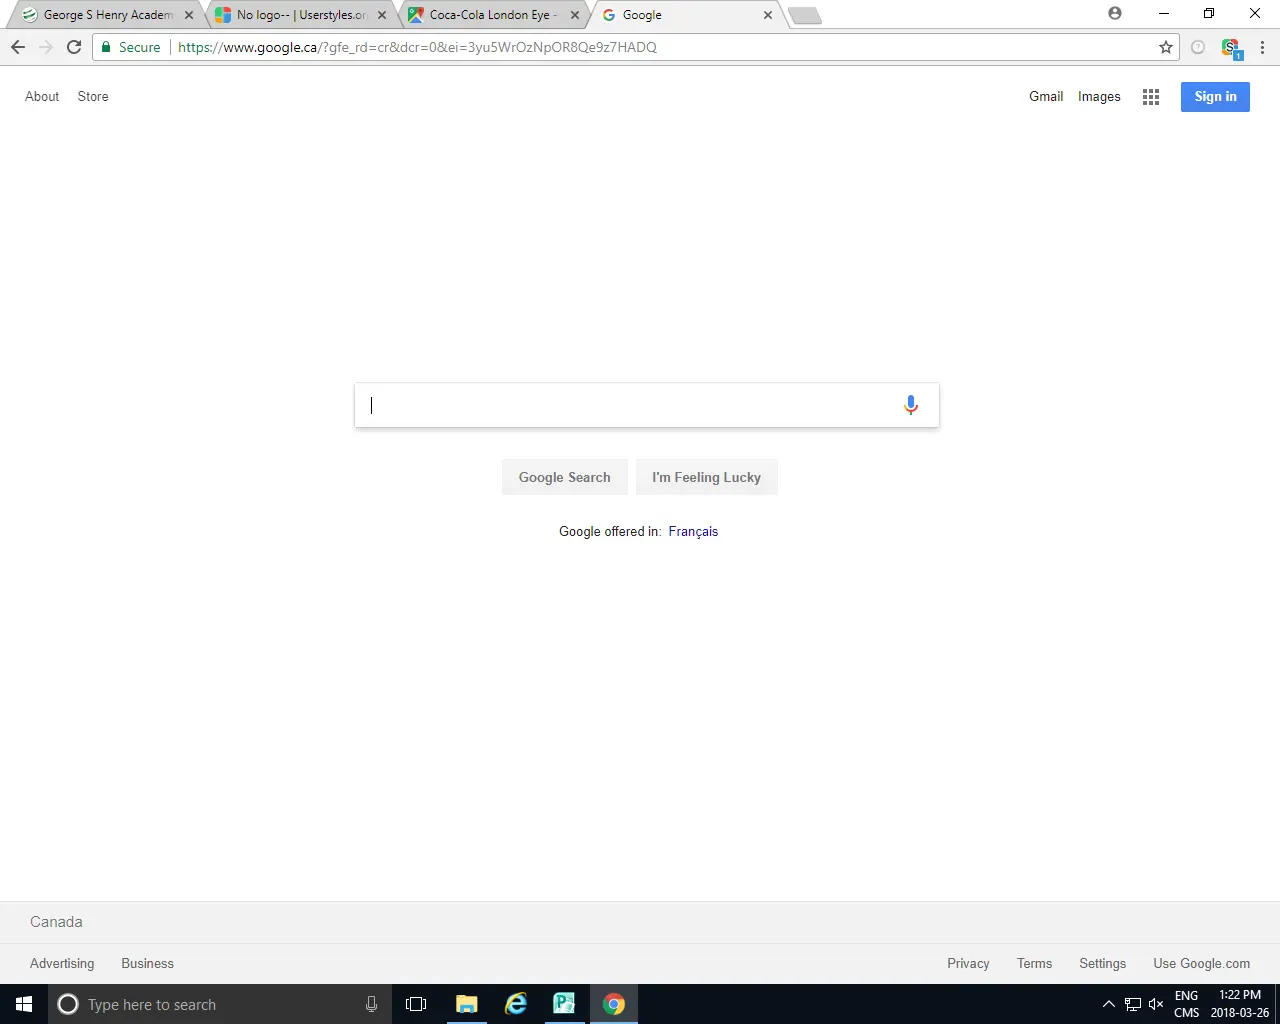 George S Henry Academ
No logo-- | Userstyles.or
Coca-Cola London Eye -
Google
Secure
https://www.google.ca/?gfe_rd=cr&dcr=0&ei=3yu5WrOzNpOR8Qe9z7HADQ
S
1
About Store
Gmail Images
Sign in
Google Search
I'm Feeling Lucky
Google offered in: Français
Canada
Advertising Business
Privacy Terms Settings Use Google.com
Type here to search
ENG
CMS
1:22 PM
2018-03-26